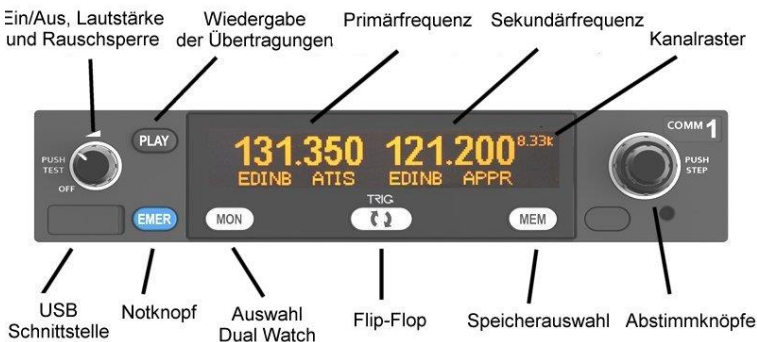 Ein/Aus, Lautstärke
und Rauschsperre
Wiedergabe
der Übertragungen
Primärfrequenz
Sekundärfrequenz
Kanalraster
PLAY
PUSH
TEST
OFF
131.350 121.200 8.33k
EDINB ATIS EDINB APPR
COMM 1
PUSH
STEP
TRIG
EMER
MON
MEM
USB
Schnittstelle
Notknopf
Auswahl
Dual Watch
Flip-Flop
Speicherauswahl
Abstimmknöpfe